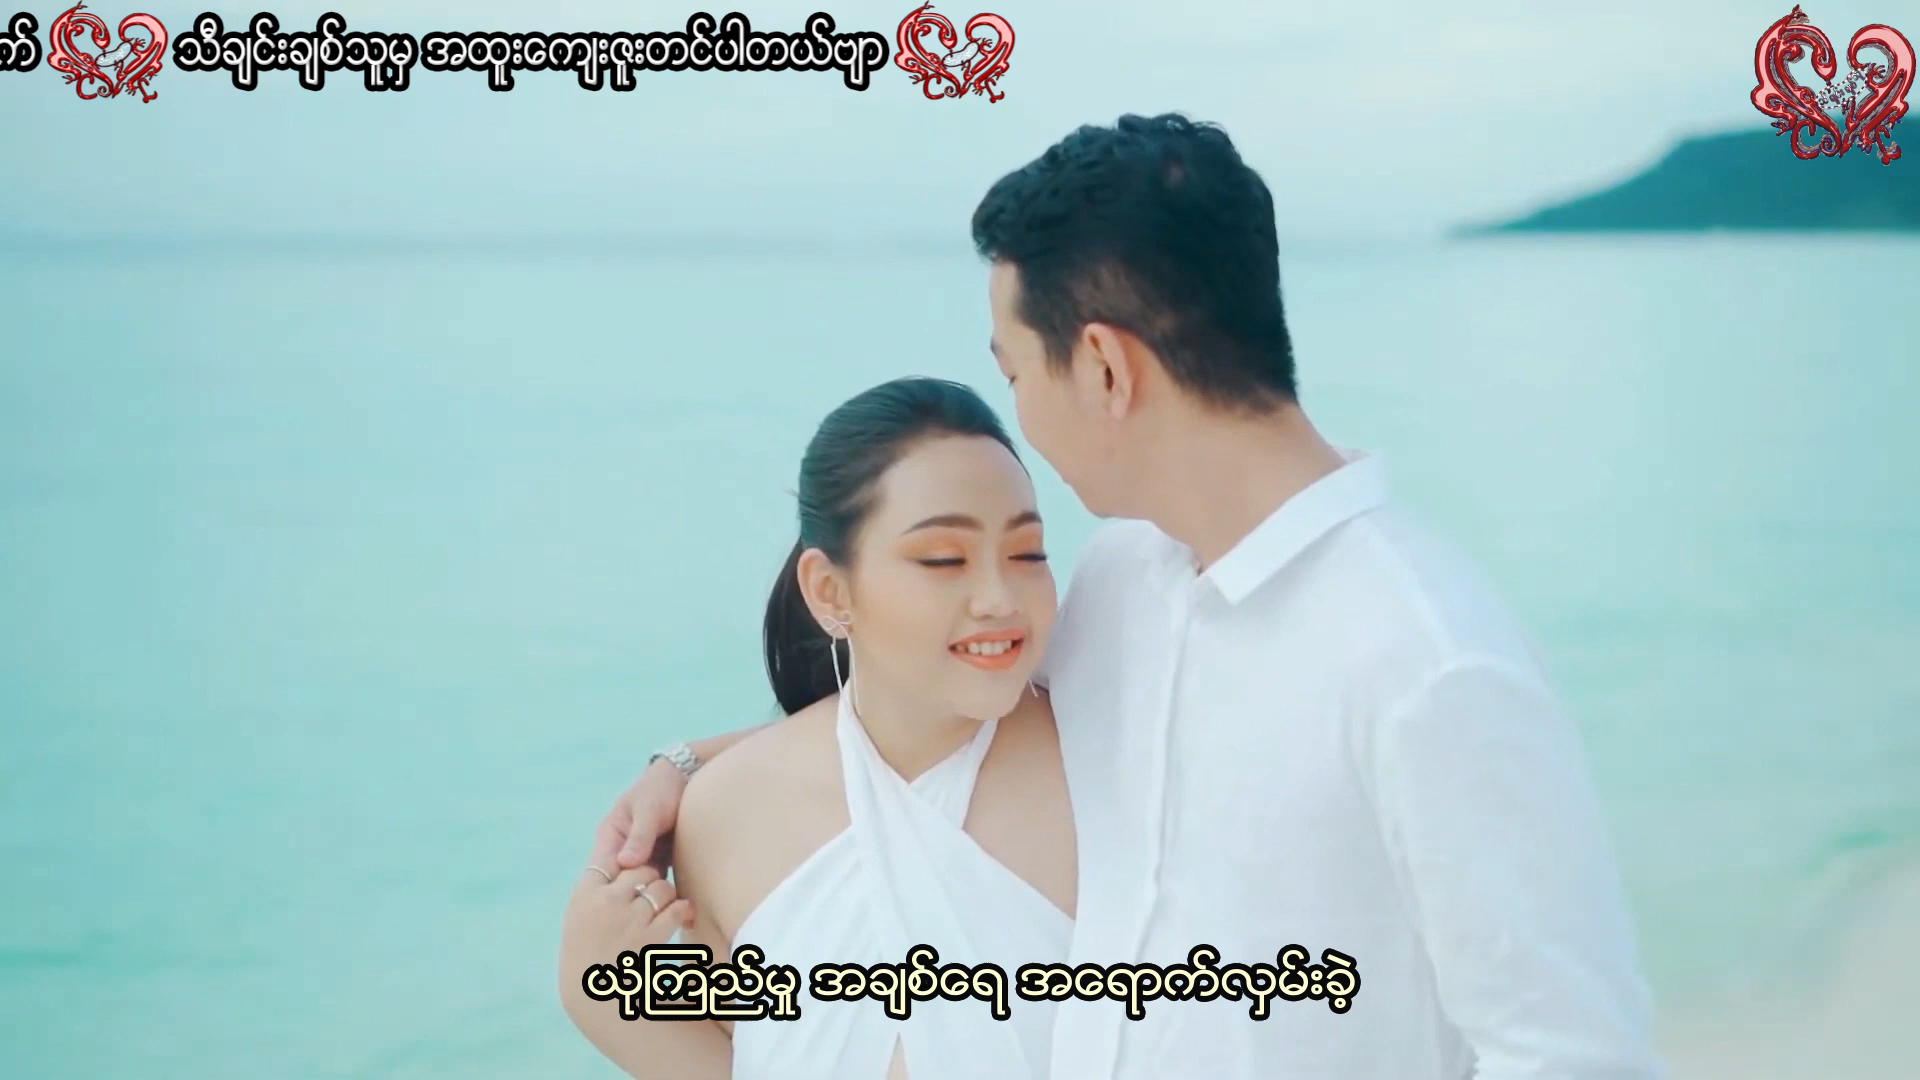 က် သီချင်းချစ်သူမှ အထူးကျေးဇူးတင်ပါတယ်ဗျာ
ယုံကြည်မှု အချစ်ရေ အရောက်လှမ်းခဲ့